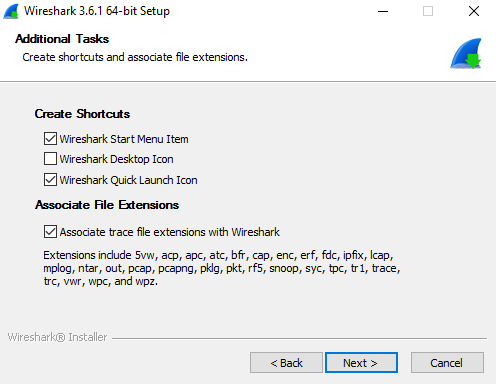 Wireshark 3.6.1 64-bit Setup
Additional Tasks
Create shortcuts and associate file extensions.
Create Shortcuts
Wireshark Start Menu Item
Wireshark Desktop Icon
Wireshark Quick Launch Icon
Associate File Extensions
Associate trace file extensions with Wireshark
Extensions include 5vw, acp, apc, atc, bfr, cap, enc, erf, fdc, ipfix, lcap,
mplog, ntar, out, pcap, pcapng, pklg, pkt, rf5, snoop, syc, tpc, tr1, trace,
trc, vwr, wpc, and wpz.
Wireshark® Installer
< Back
Next >
Cancel